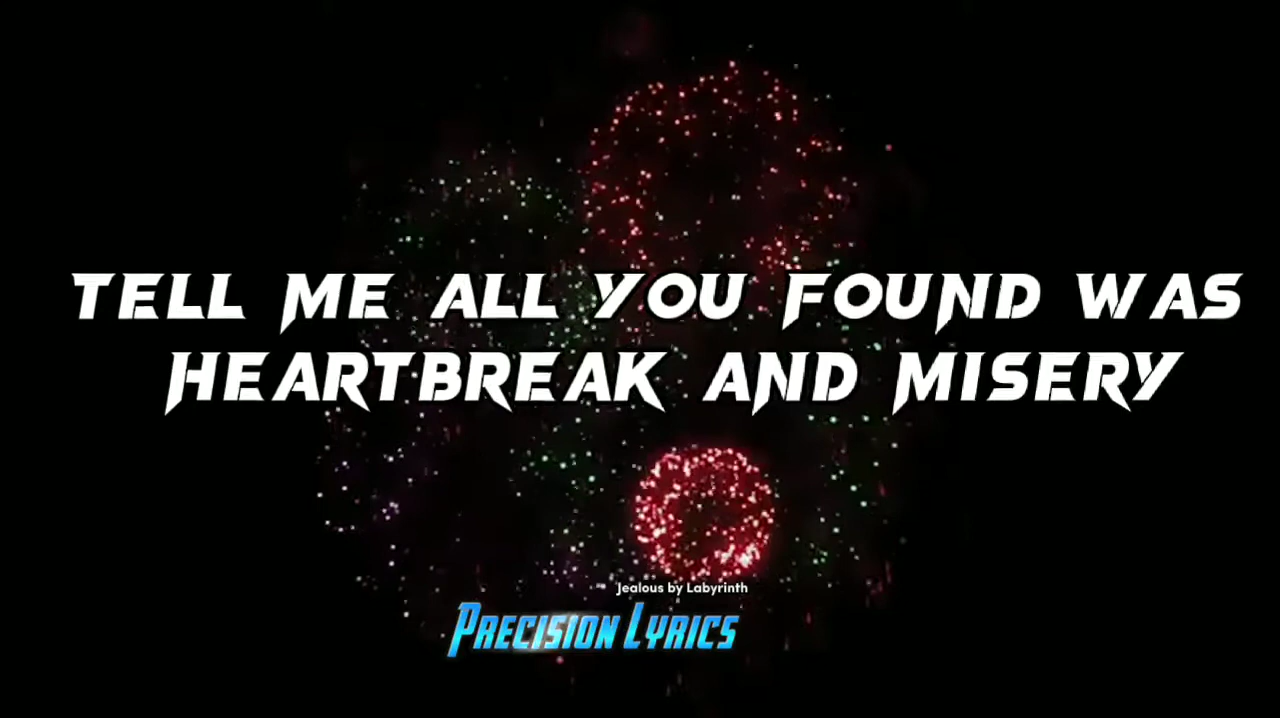 TELL ME ALL YOU FOUND WAS
HEARTBREAK AND MISERY
Jealous by Labyrinth
PRECISION LYRICS